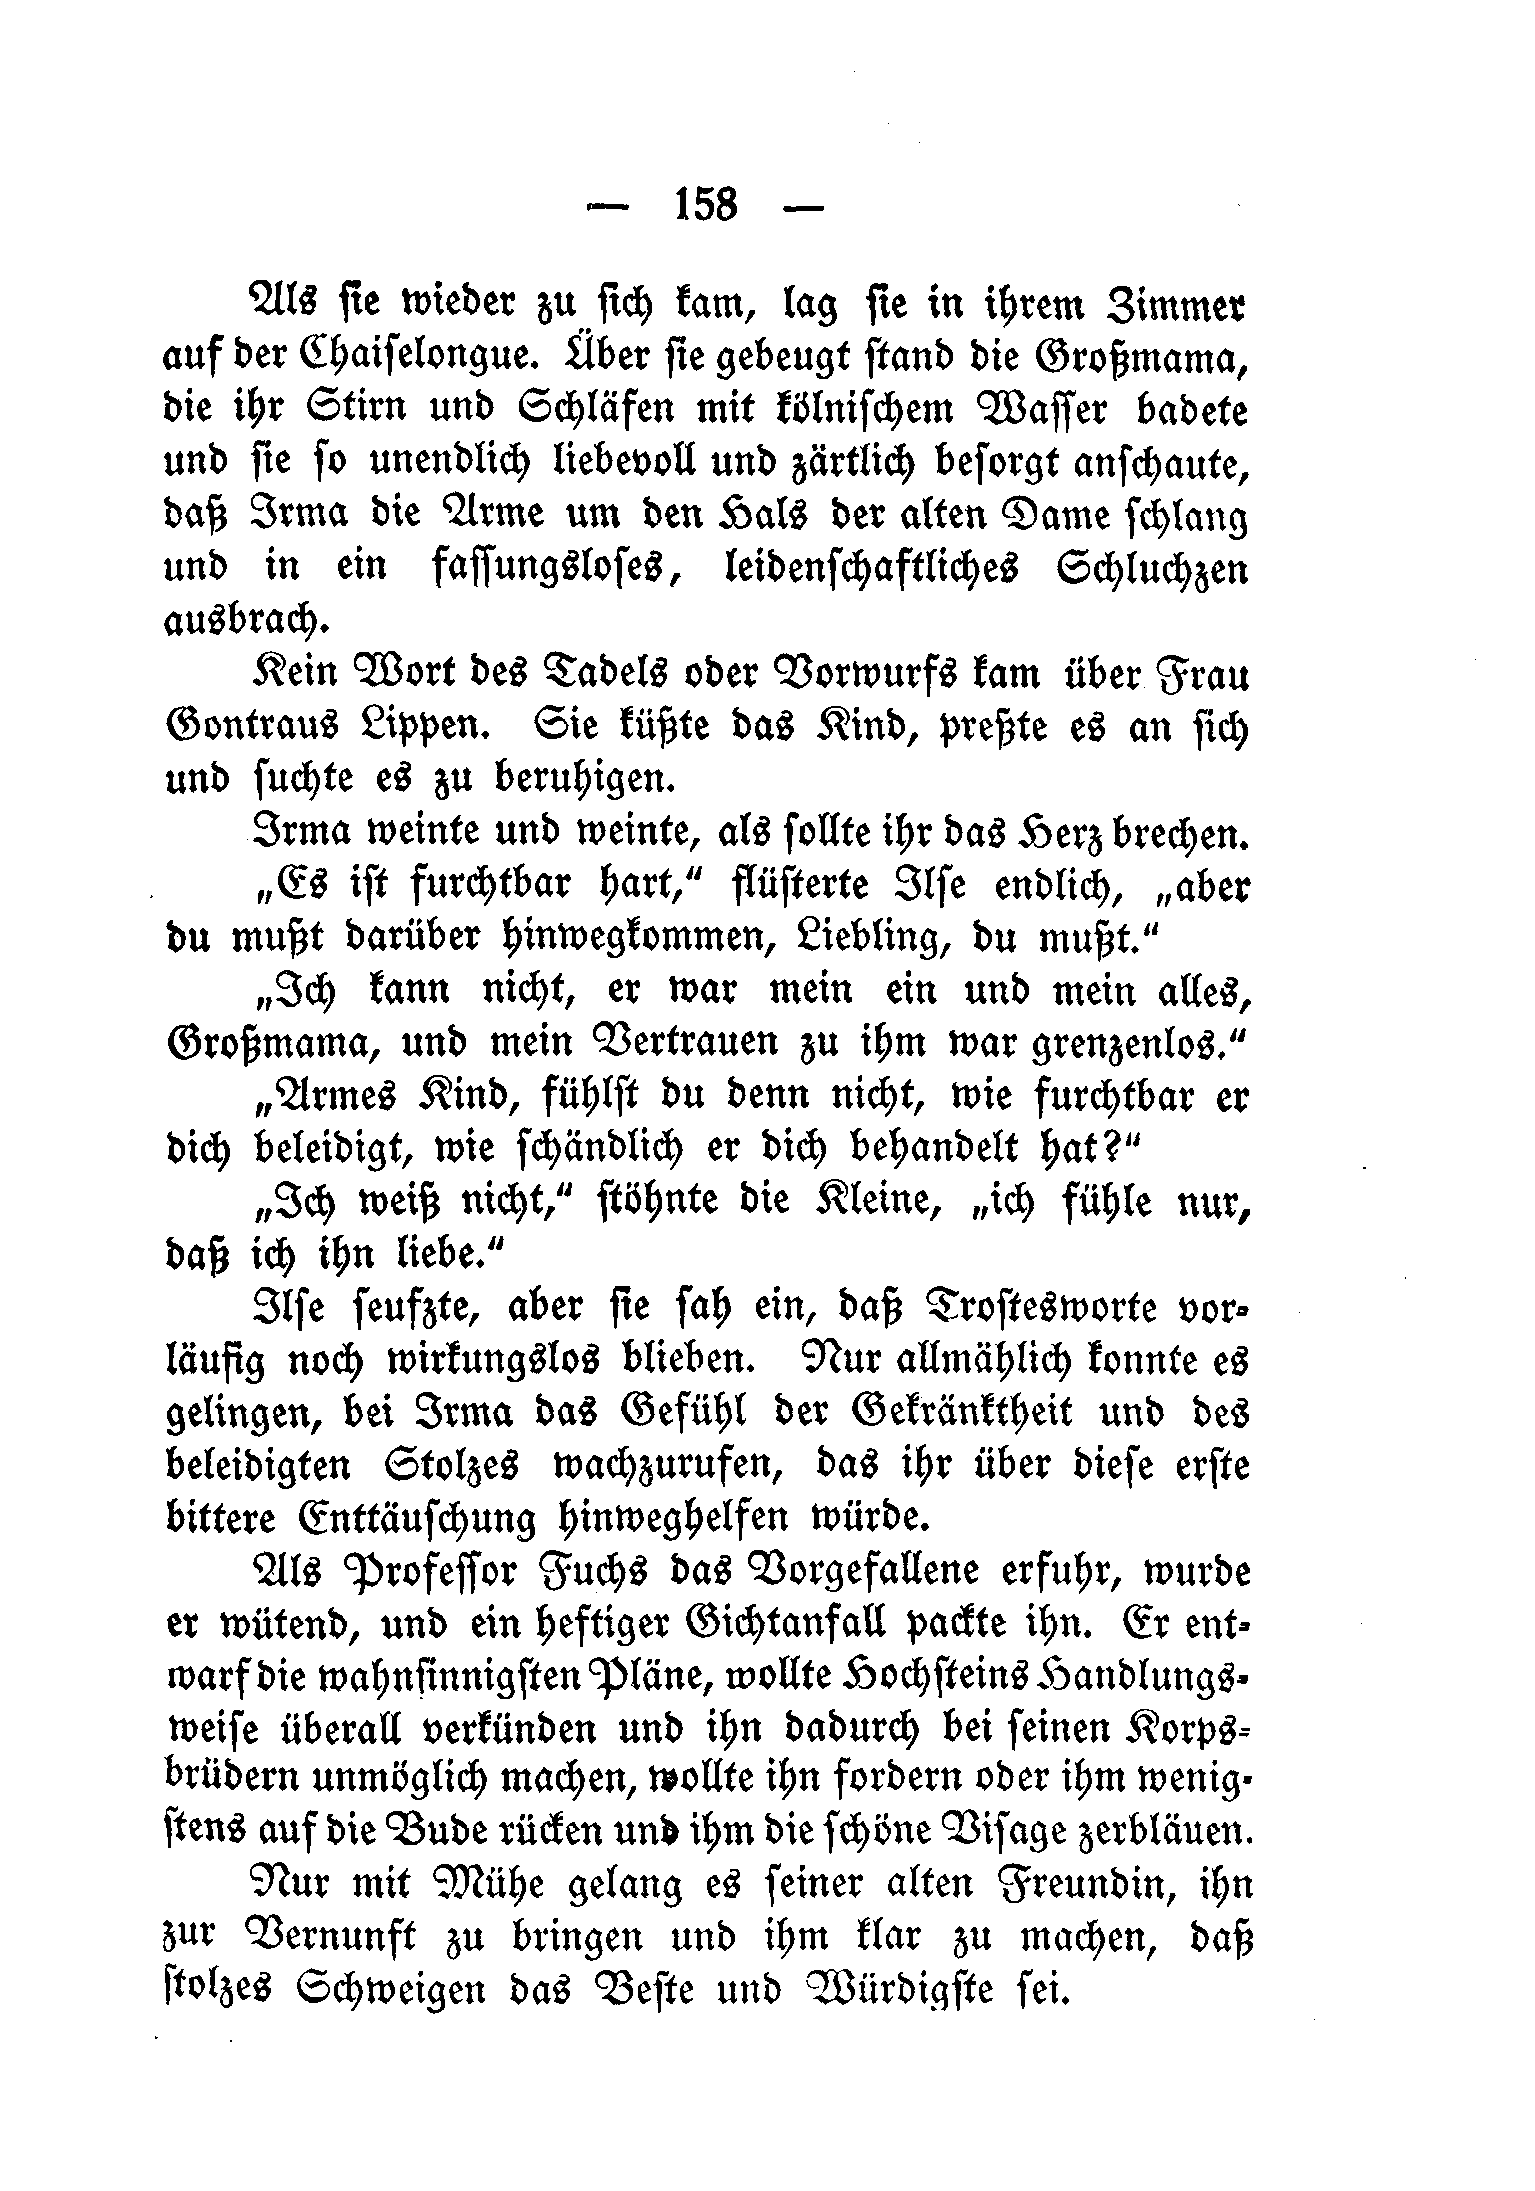 — 158 —
Als sie wieder zu sich kam, lag sie in ihrem Zimmer
auf der Chaiselongue. Über sie gebeugt stand die Großmama,
die ihr Stirn und Schläfen mit kölnischem Wasser badete
und sie so unendlich liebevoll und zärtlich besorgt anschaute,
daß Irma die Arme um den Hals der alten Dame schlang
und in ein fassungsloses, leidenschaftliches Schluchzen
ausbrach.
Kein Wort des Tadels oder Vorwurfs kam über Frau
Gontraus Lippen. Sie küßte das Kind, preßte es an sich
und suchte es zu beruhigen.
Irma weinte und weinte, als sollte ihr das Herz brechen.
„Es ist furchtbar hart,“ flüsterte Ilse endlich, „aber
du mußt darüber hinwegkommen, Liebling, du mußt.“
„Ich kann nicht, er war mein ein und mein alles,
Großmama, und mein Vertrauen zu ihm war grenzenlos.“
„Armes Kind, fühlst du denn nicht, wie furchtbar er
dich beleidigt, wie schändlich er dich behandelt hat?“
„Ich weiß nicht,“ stöhnte die Kleine, „ich fühle nur,
daß ich ihn liebe.“
Ilse seufzte, aber sie sah ein, daß Trostesworte vor-
läufig noch wirkungslos blieben. Nur allmählich konnte es
gelingen, bei Irma das Gefühl der Gekränktheit und des
beleidigten Stolzes wachzurufen, das ihr über diese erste
bittere Enttäuschung hinweghelfen würde.
Als Professor Fuchs das Vorgefallene erfuhr, wurde
er wütend, und ein heftiger Gichtanfall packte ihn. Er ent-
warf die wahnsinnigsten Pläne, wollte Hochsteins Handlungs-
weise überall verkünden und ihn dadurch bei seinen Korps-
brüdern unmöglich machen, wollte ihn fordern oder ihm wenig-
stens auf die Bude rücken und ihm die schöne Visage zerbläuen.
Nur mit Mühe gelang es seiner alten Freundin, ihn
zur Vernunft zu bringen und ihm klar zu machen, daß
stolzes Schweigen das Beste und Würdigste sei.